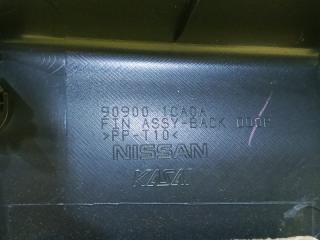 90900 1CA0A
FIN ASSY-BACK DOOR
>PP-T10<
NISSAN
KASAI